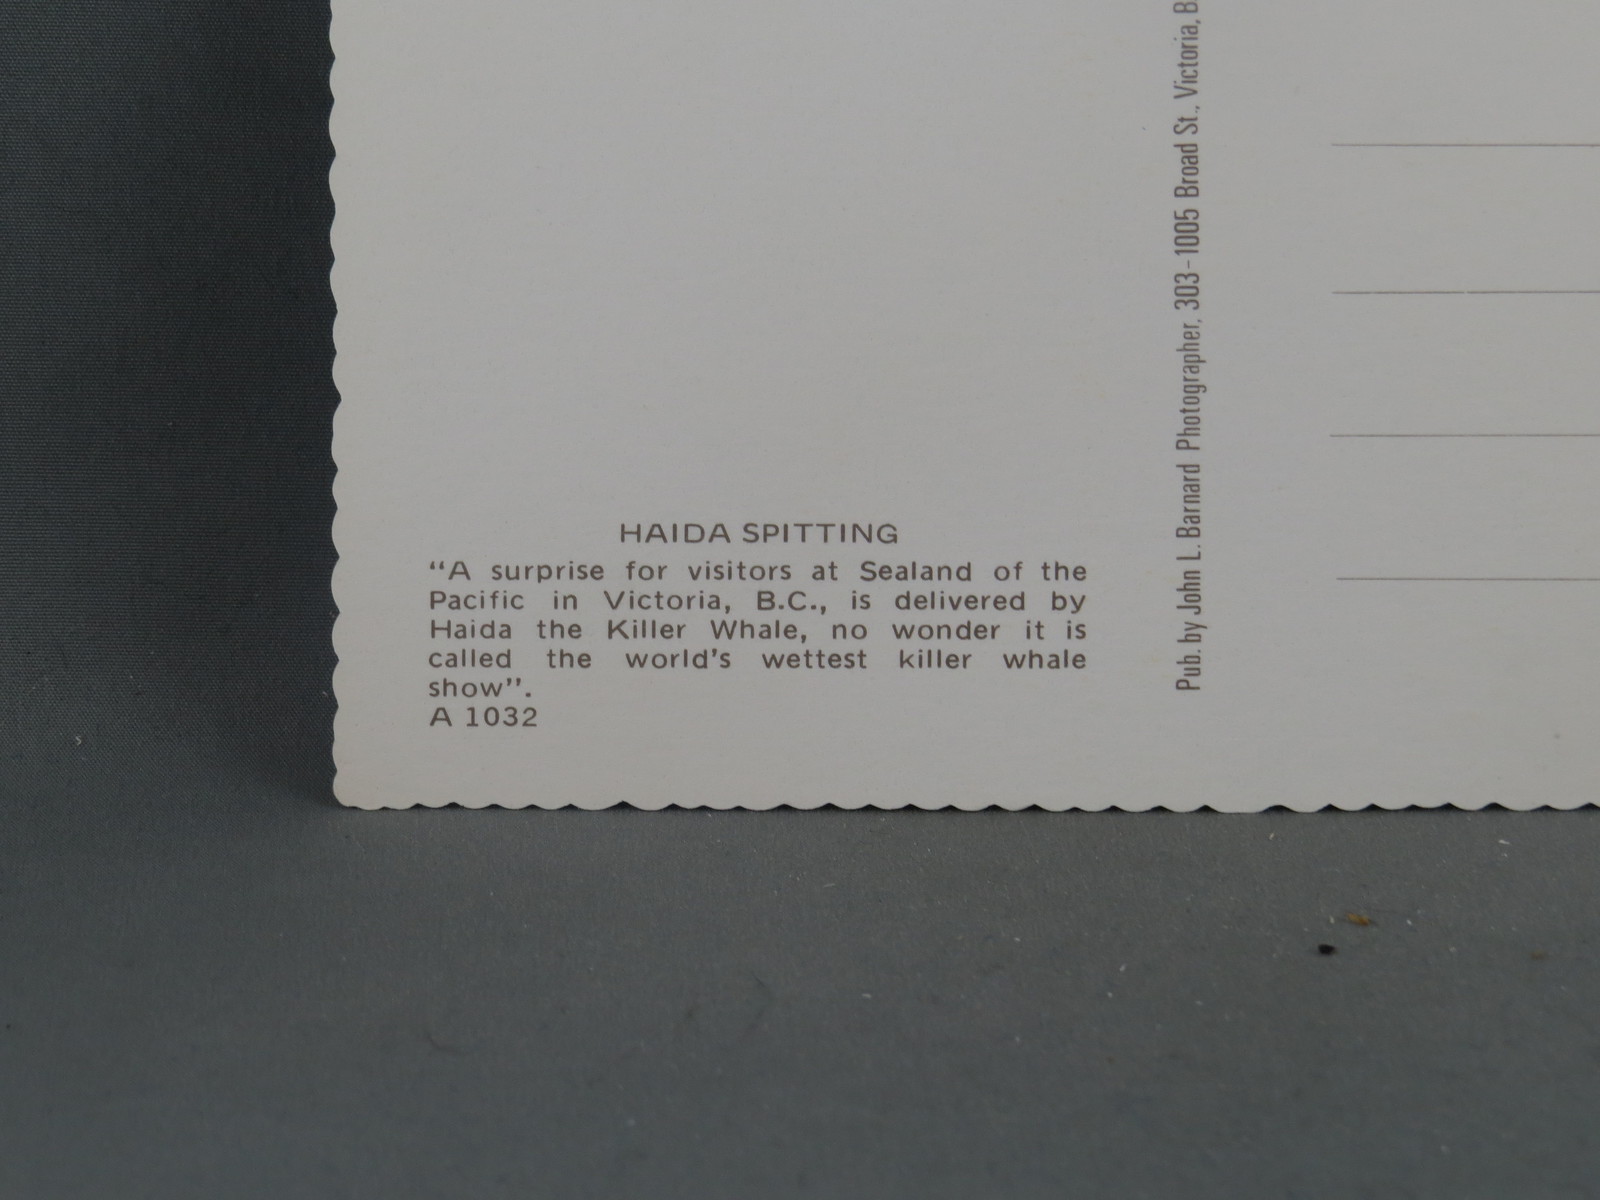 HAIDA SPITTING
“A surprise for visitors at Sealand of the
Pacific in Victoria, B.C., is delivered by
Haida the Killer Whale, no wonder it is
called the world's wettest killer whale
show”.
A 1032
Pub. by John L. Barnard Photographer, 303-1005 Broad St., Victoria, B.